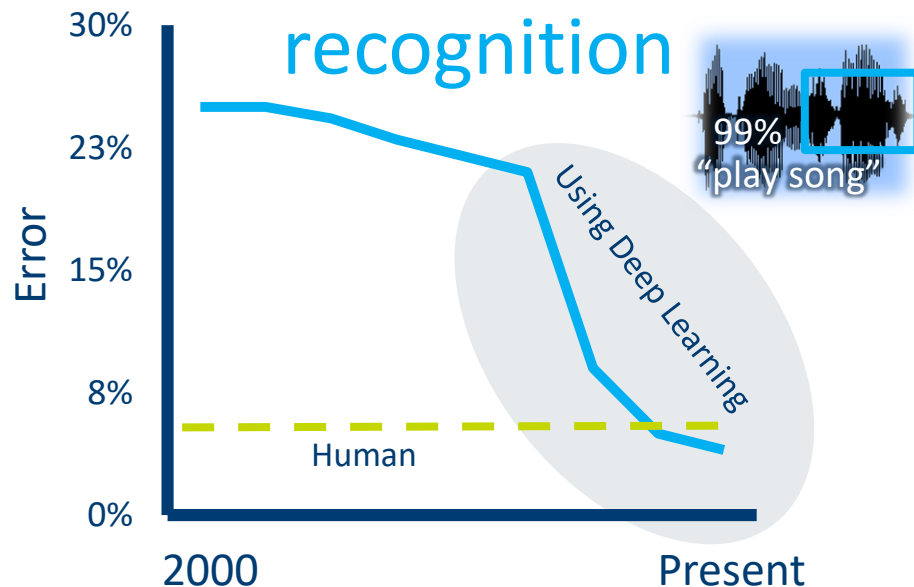 recognition
30%
23%
15%
8%
0%
Error
99%
“play song”
Using Deep Learning
Human
2000
Present